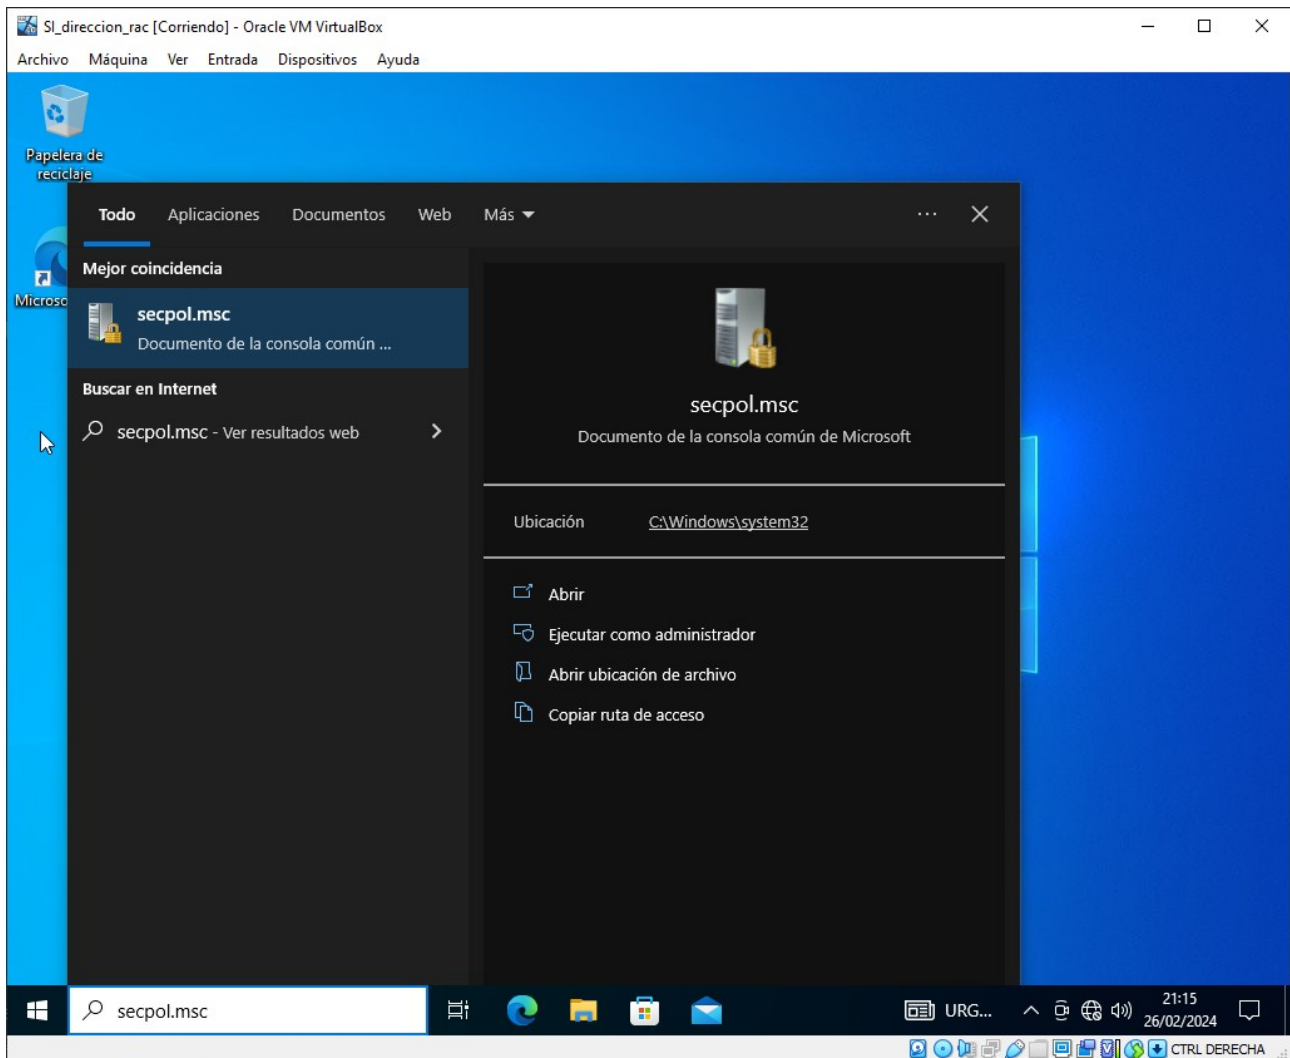 SI_direccion_rac [Corriendo] - Oracle VM VirtualBox
Archivo Máquina Ver Entrada Dispositivos Ayuda
Papelera de
reciclaje
Todo Aplicaciones Documentos Web Más
Microso
Mejor coincidencia
secpol.msc
Documento de la consola común ...
Buscar en Internet
secpol.msc - Ver resultados web
secpol.msc
Documento de la consola común de Microsoft
Ubicación C:\Windows\system32
Abrir
Ejecutar como administrador
Abrir ubicación de archivo
Copiar ruta de acceso
secpol.msc
URG...
21:15
26/02/2024
CTRL DERECHA